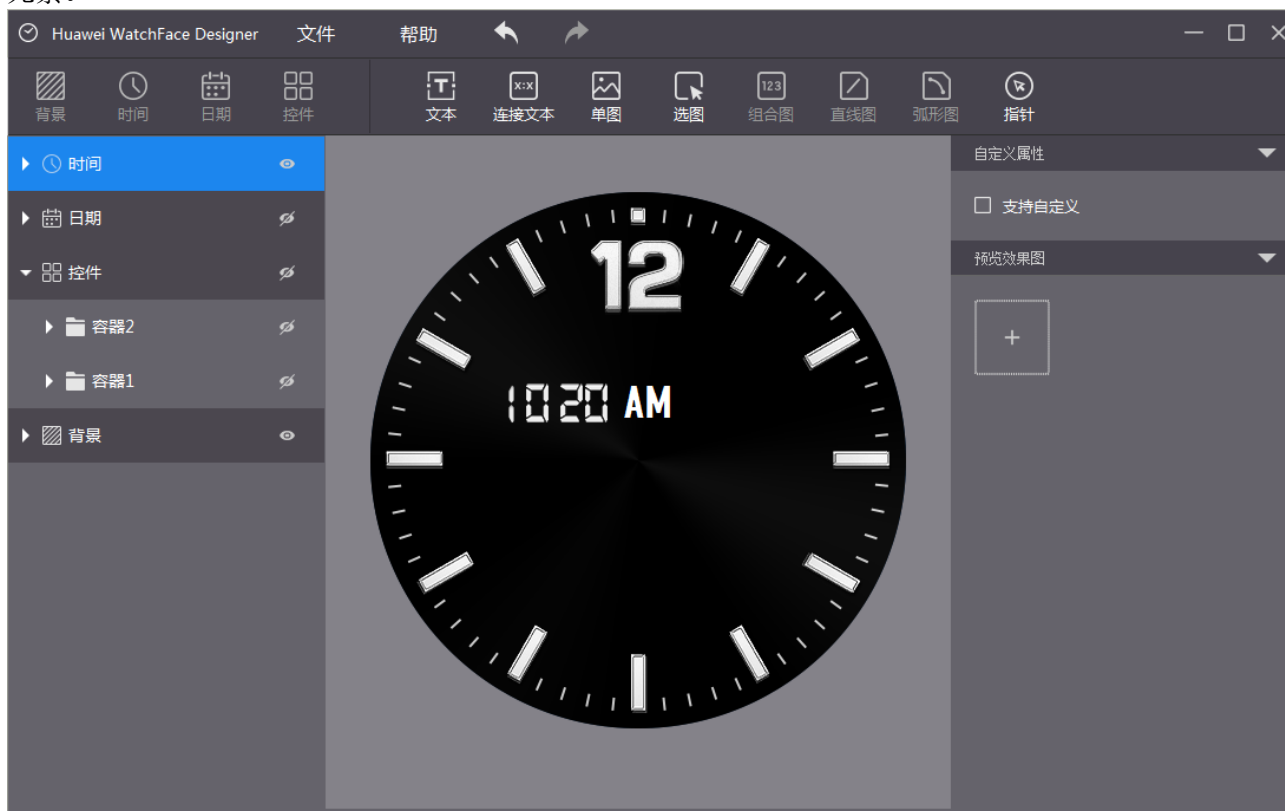 Huawei WatchFace Designer 文件 帮助
背景 时间 日期 控件 文本 连接文本 单图 选图 组合图 直线图 弧形图 指针
时间
日期
控件
容器2
容器1
背景
12
10 20 AM
自定义属性
支持自定义
预览效果图